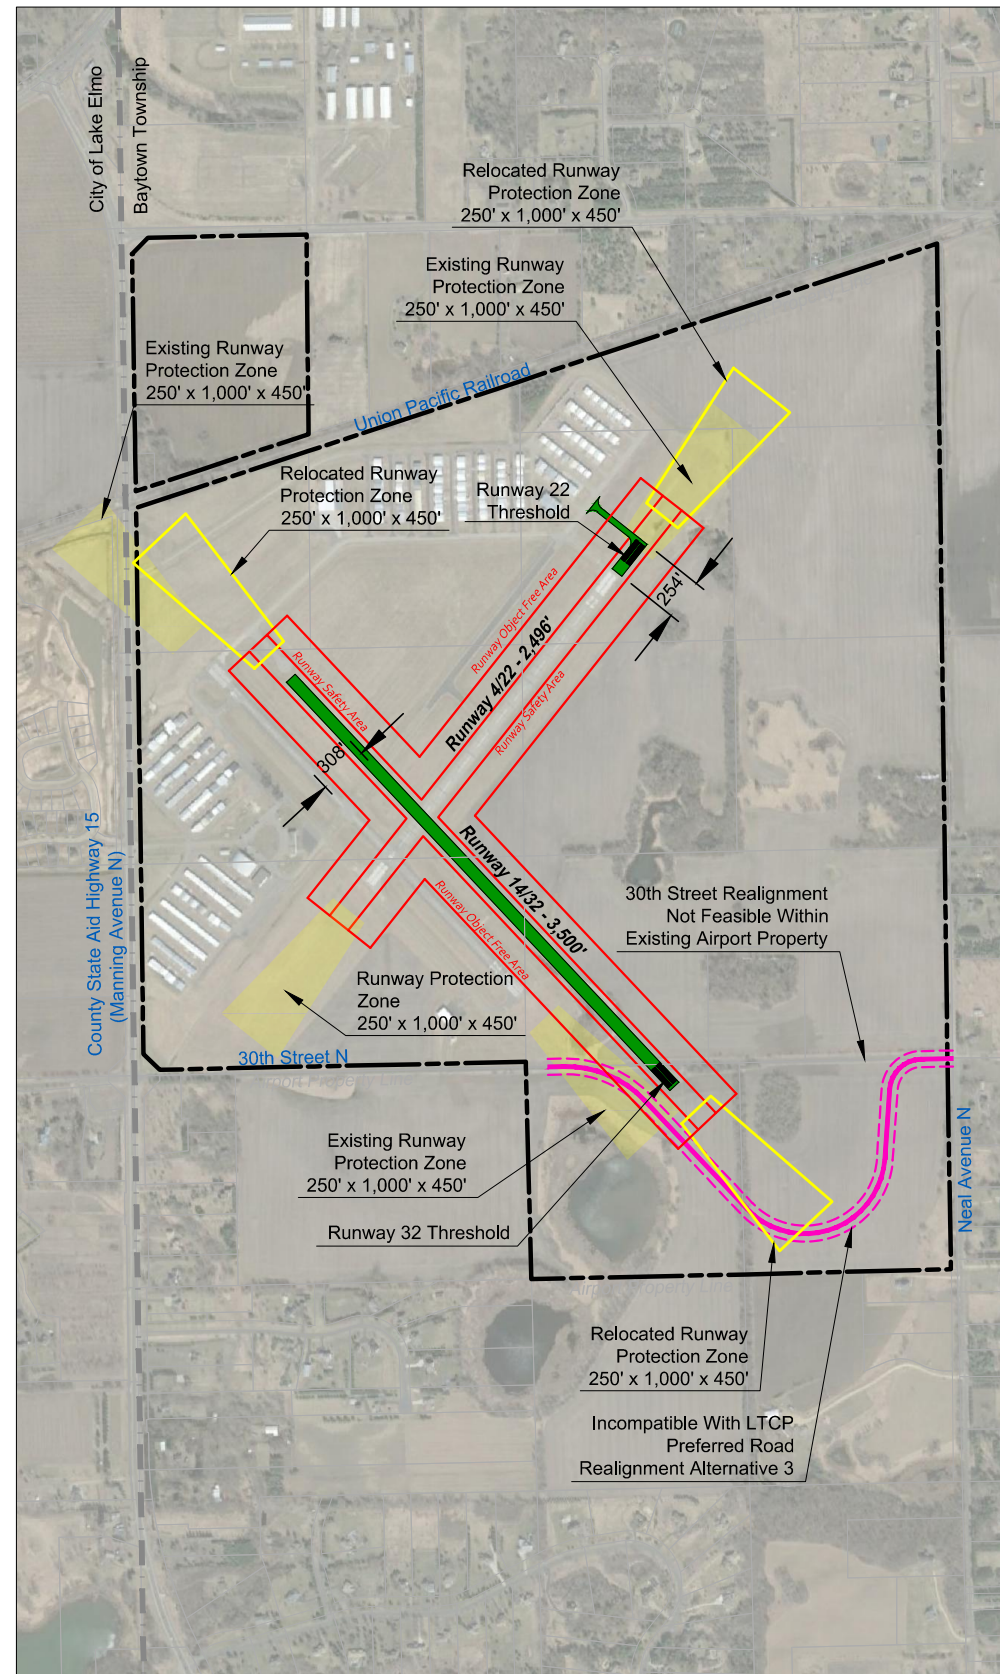 City of Lake Elmo
Baytown Township
Relocated Runway
Protection Zone
250' x 1,000' x 450'
Existing Runway
Protection Zone
250' x 1,000' x 450'
Existing Runway
Protection Zone
250' x 1,000' x 450'
Union Pacific Railroad
Relocated Runway
Protection Zone
250' x 1,000' x 450'
Runway 22
Threshold
254'
Runway Object Free Area
Runway 4/22 - 2,496'
Runway Safety Area
Runway Safety Area
308'
Runway 14/32 - 3,500'
Runway Object Free Area
County State Aid Highway 15
(Manning Avenue N)
30th Street Realignment
Not Feasible Within
Existing Airport Property
Runway Protection
Zone
250' x 1,000' x 450'
30th Street N
Existing Runway
Protection Zone
250' x 1,000' x 450'
Runway 32 Threshold
Neal Avenue N
Airport Property Line
Relocated Runway
Protection Zone
250' x 1,000' x 450'
Incompatible With LTCP
Preferred Road
Realignment Alternative 3